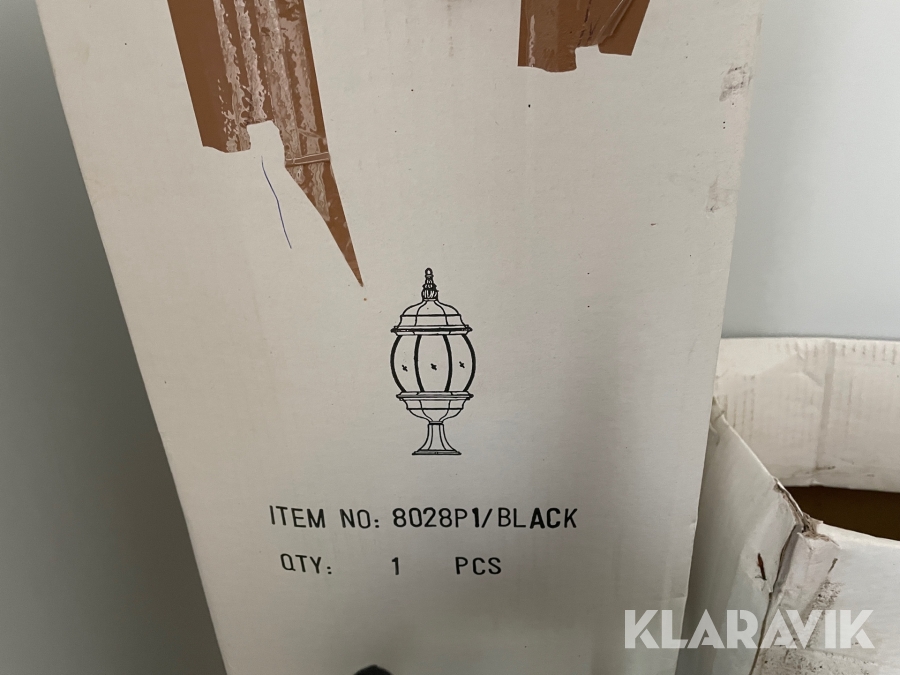 ITEM NO: 8028P1/BLACK
QTY: 1 PCS
KLARAVIK